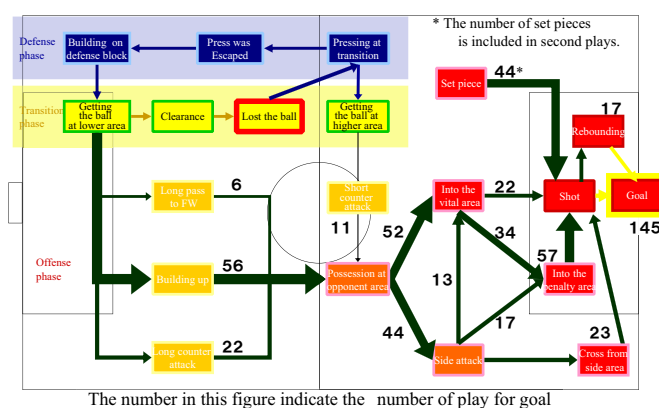 * The number of set pieces
is included in second plays.
Defense
phase
Building on
defense block
Press was
Escaped
Pressing at
transition
Transition
phase
Getting
the ball
at lower area
Clearance
Lost the ball
Getting
the ball at
higher area
Set piece
44*
17
Rebounding
Long pass
to FW
6
Short
counter
attack
11
Into the
vital area
22
Shot
Goal
145
52
34
57
Offense
phase
Building up
56
Possession at
opponent area
13
Into the
penalty area
44
17
23
Long counter
attack
22
Side attack
Cross from
side area
The number in this figure indicate the number of play for goal